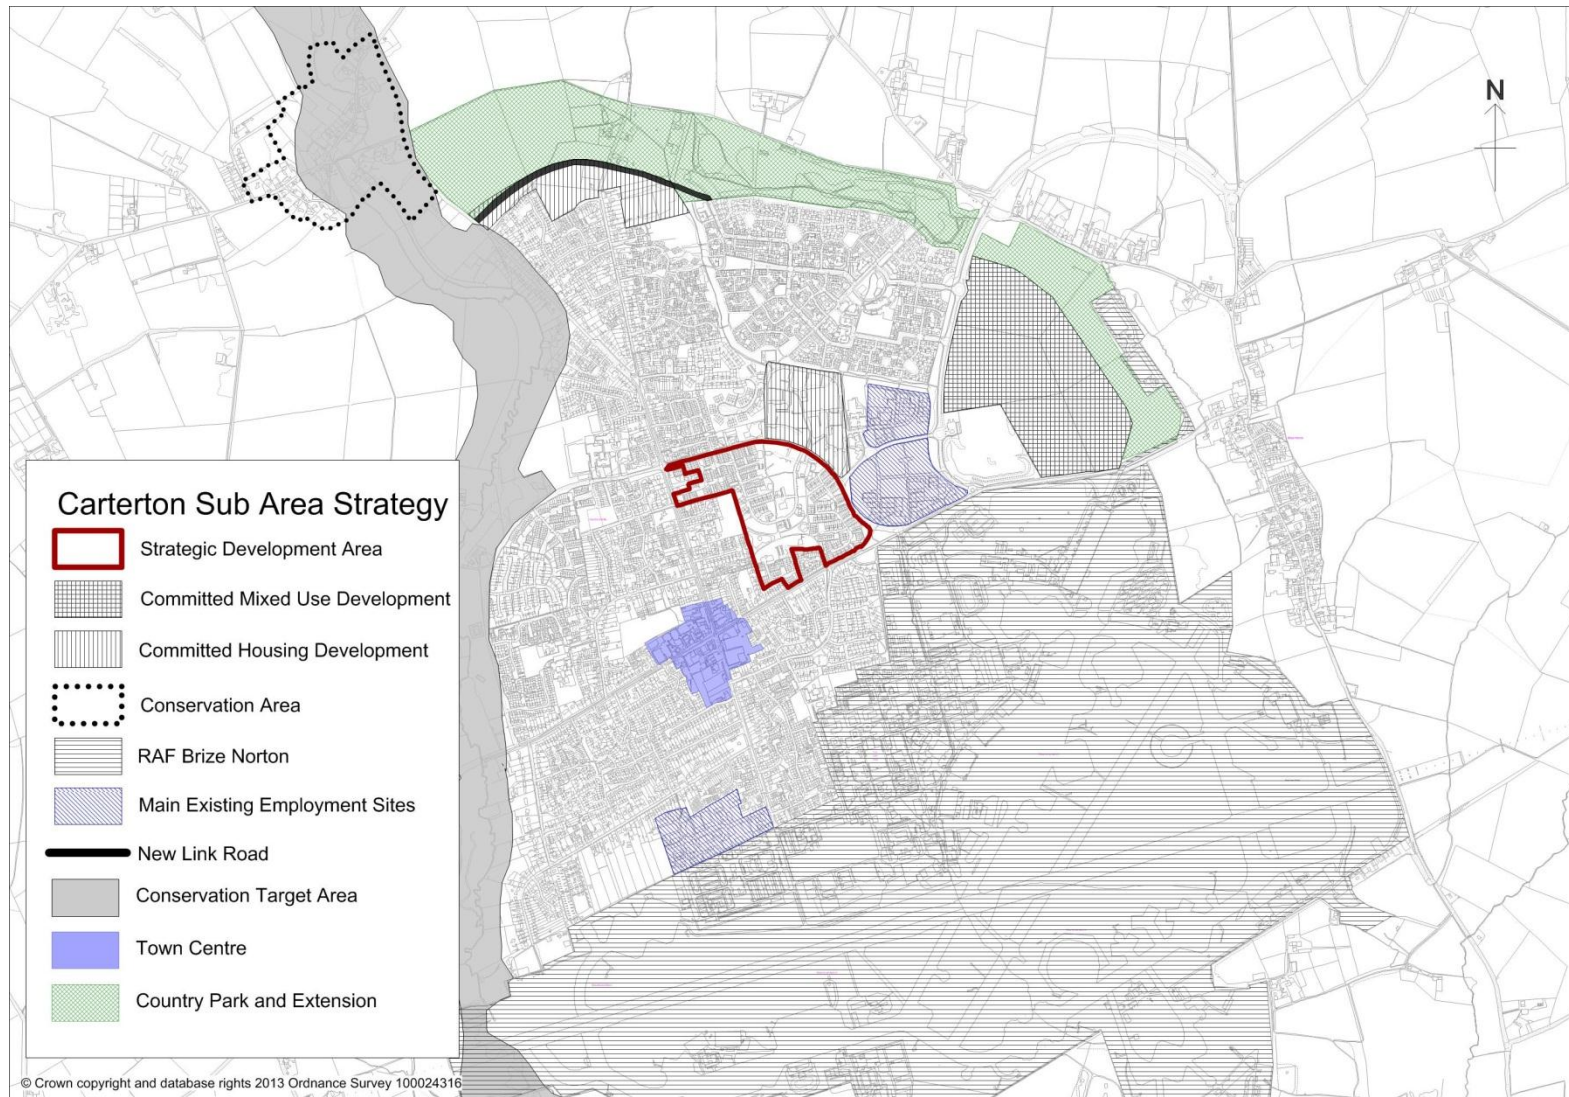 N
Carterton Sub Area Strategy
Strategic Development Area
Committed Mixed Use Development
Committed Housing Development
Conservation Area
RAF Brize Norton
Main Existing Employment Sites
New Link Road
Conservation Target Area
Town Centre
Country Park and Extension
© Crown copyright and database rights 2013 Ordnance Survey 100024316